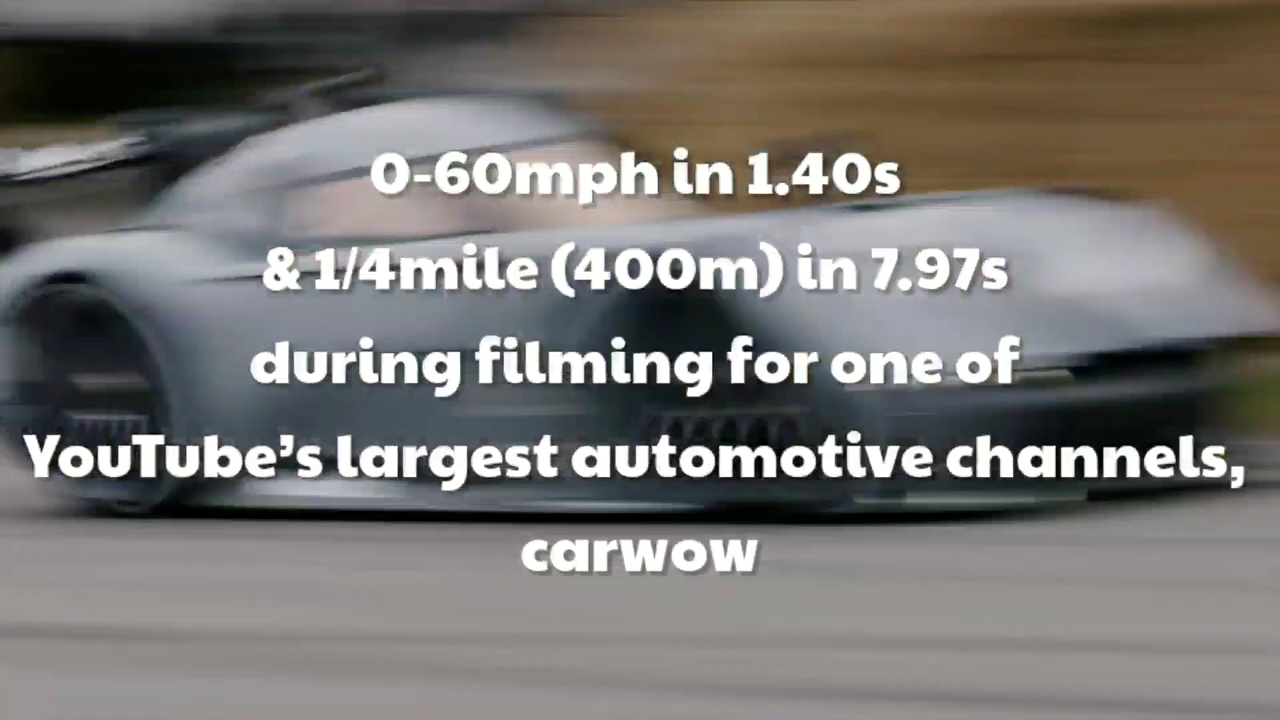 0-60mph in 1.40s
& 1/4mile (400m) in 7.97s
during filming for one of
YouTube’s largest automotive channels,
carwow